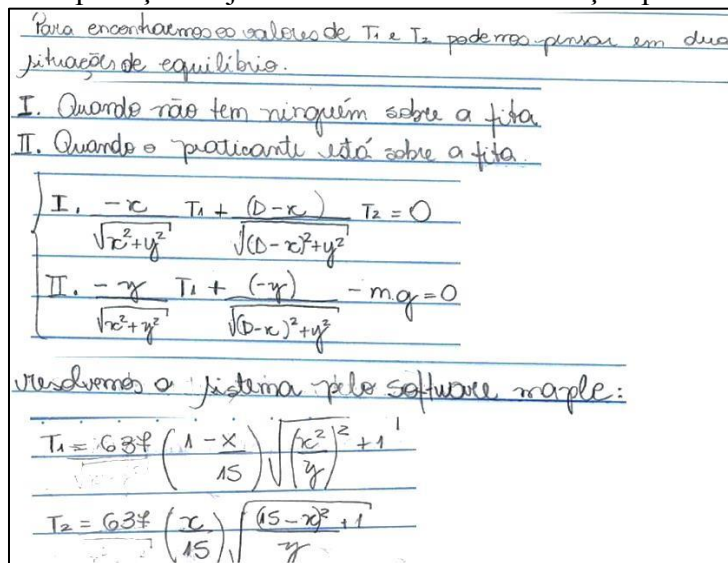 Para encontrarmos os valores de T1 e T2 podemos pensar em dua
situações de equilíbrio.
I. Quando não tem ninguém sobre a fita
II. Quando o praticante está sobre a fita.
I. -x/√(x²+y²) T1 + (D-x)/√((D-x)²+y²) T2 = 0
II. -y/√(x²+y²) T1 + (-y)/√((D-x)²+y²) - m.g = 0
resolvemos o sistema pelo software maple:
T1 = 637 (1 - x/15) √((x²/y)² + 1)
T2 = 637 (x/15) √((15-x)²/y + 1)